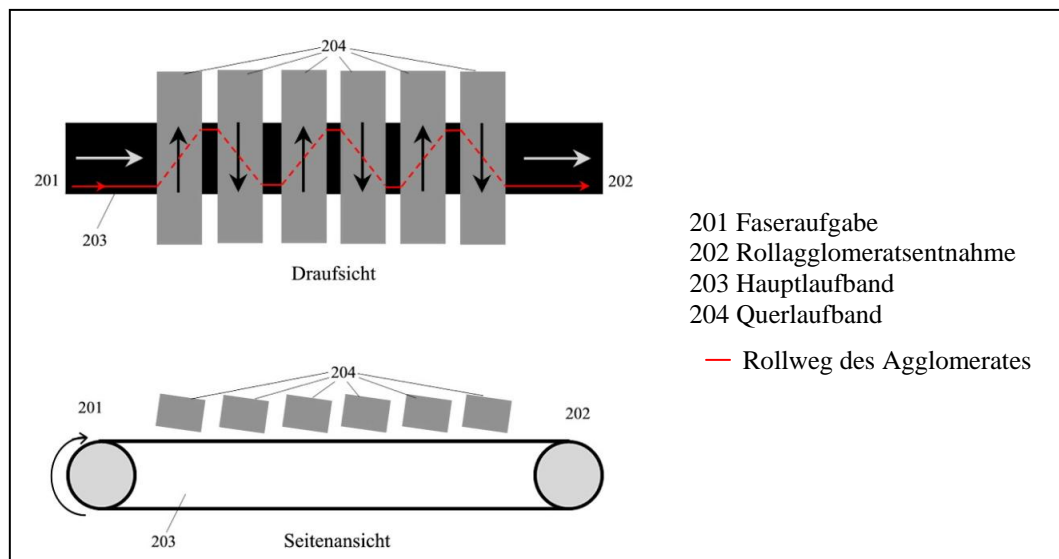 204
201
202
203
Draufsicht
201 Faseraufgabe
202 Rollagglomeratsentnahme
203 Hauptlaufband
204 Querlaufband
Rollweg des Agglomerates
204
201
202
203
Seitenansicht